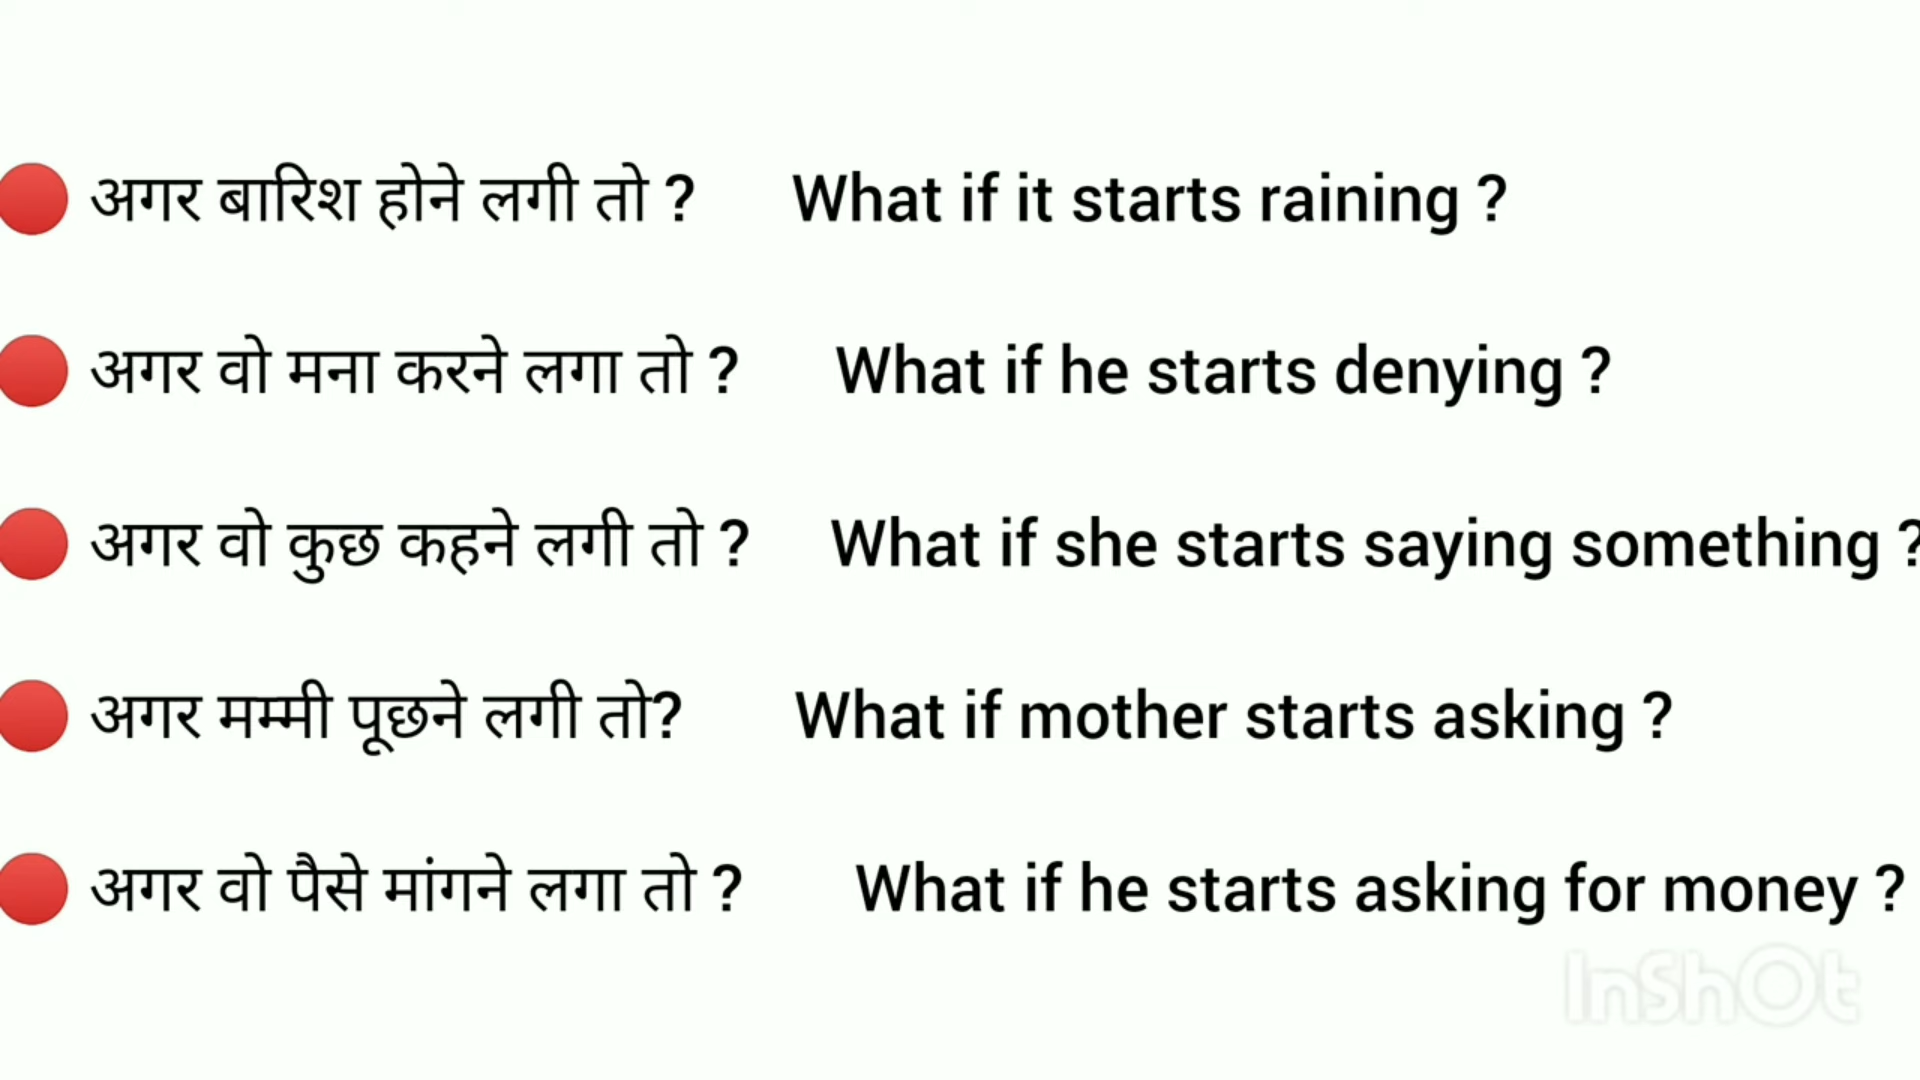 🔴 अगर बारिश होने लगी तो ? What if it starts raining ?
🔴 अगर वो मना करने लगा तो ? What if he starts denying ?
🔴 अगर वो कुछ कहने लगी तो ? What if she starts saying something ?
🔴 अगर मम्मी पूछने लगी तो? What if mother starts asking ?
🔴 अगर वो पैसे मांगने लगा तो ? What if he starts asking for money ?
InShOt